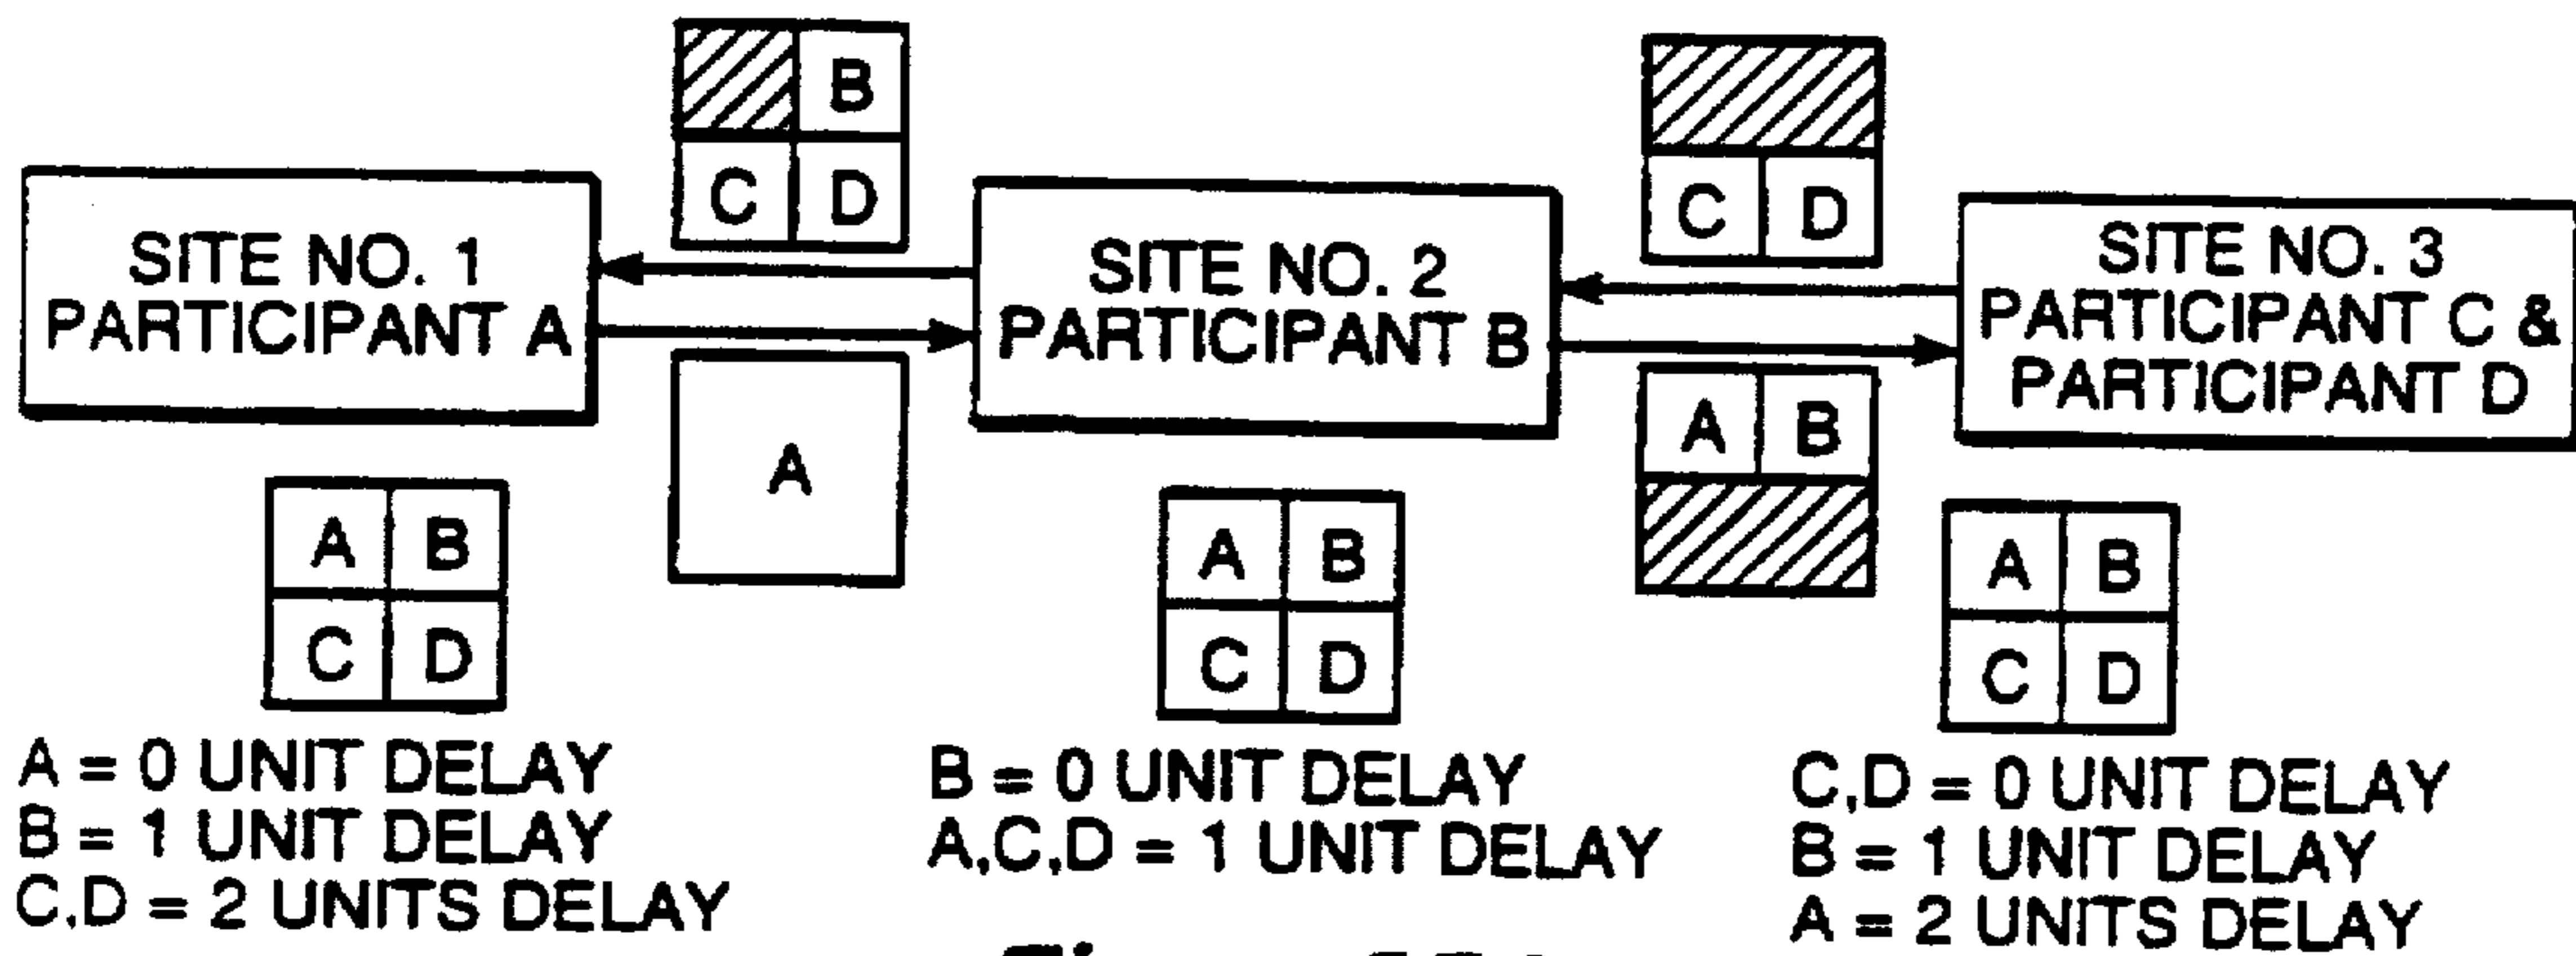 B
C D
C D
SITE NO. 1
PARTICIPANT A
SITE NO. 2
PARTICIPANT B
SITE NO. 3
PARTICIPANT C &
PARTICIPANT D
A
A B
A B
C D
A B
C D
A B
C D
A = 0 UNIT DELAY
B = 1 UNIT DELAY
C,D = 2 UNITS DELAY
B = 0 UNIT DELAY
A,C,D = 1 UNIT DELAY
C,D = 0 UNIT DELAY
B = 1 UNIT DELAY
A = 2 UNITS DELAY